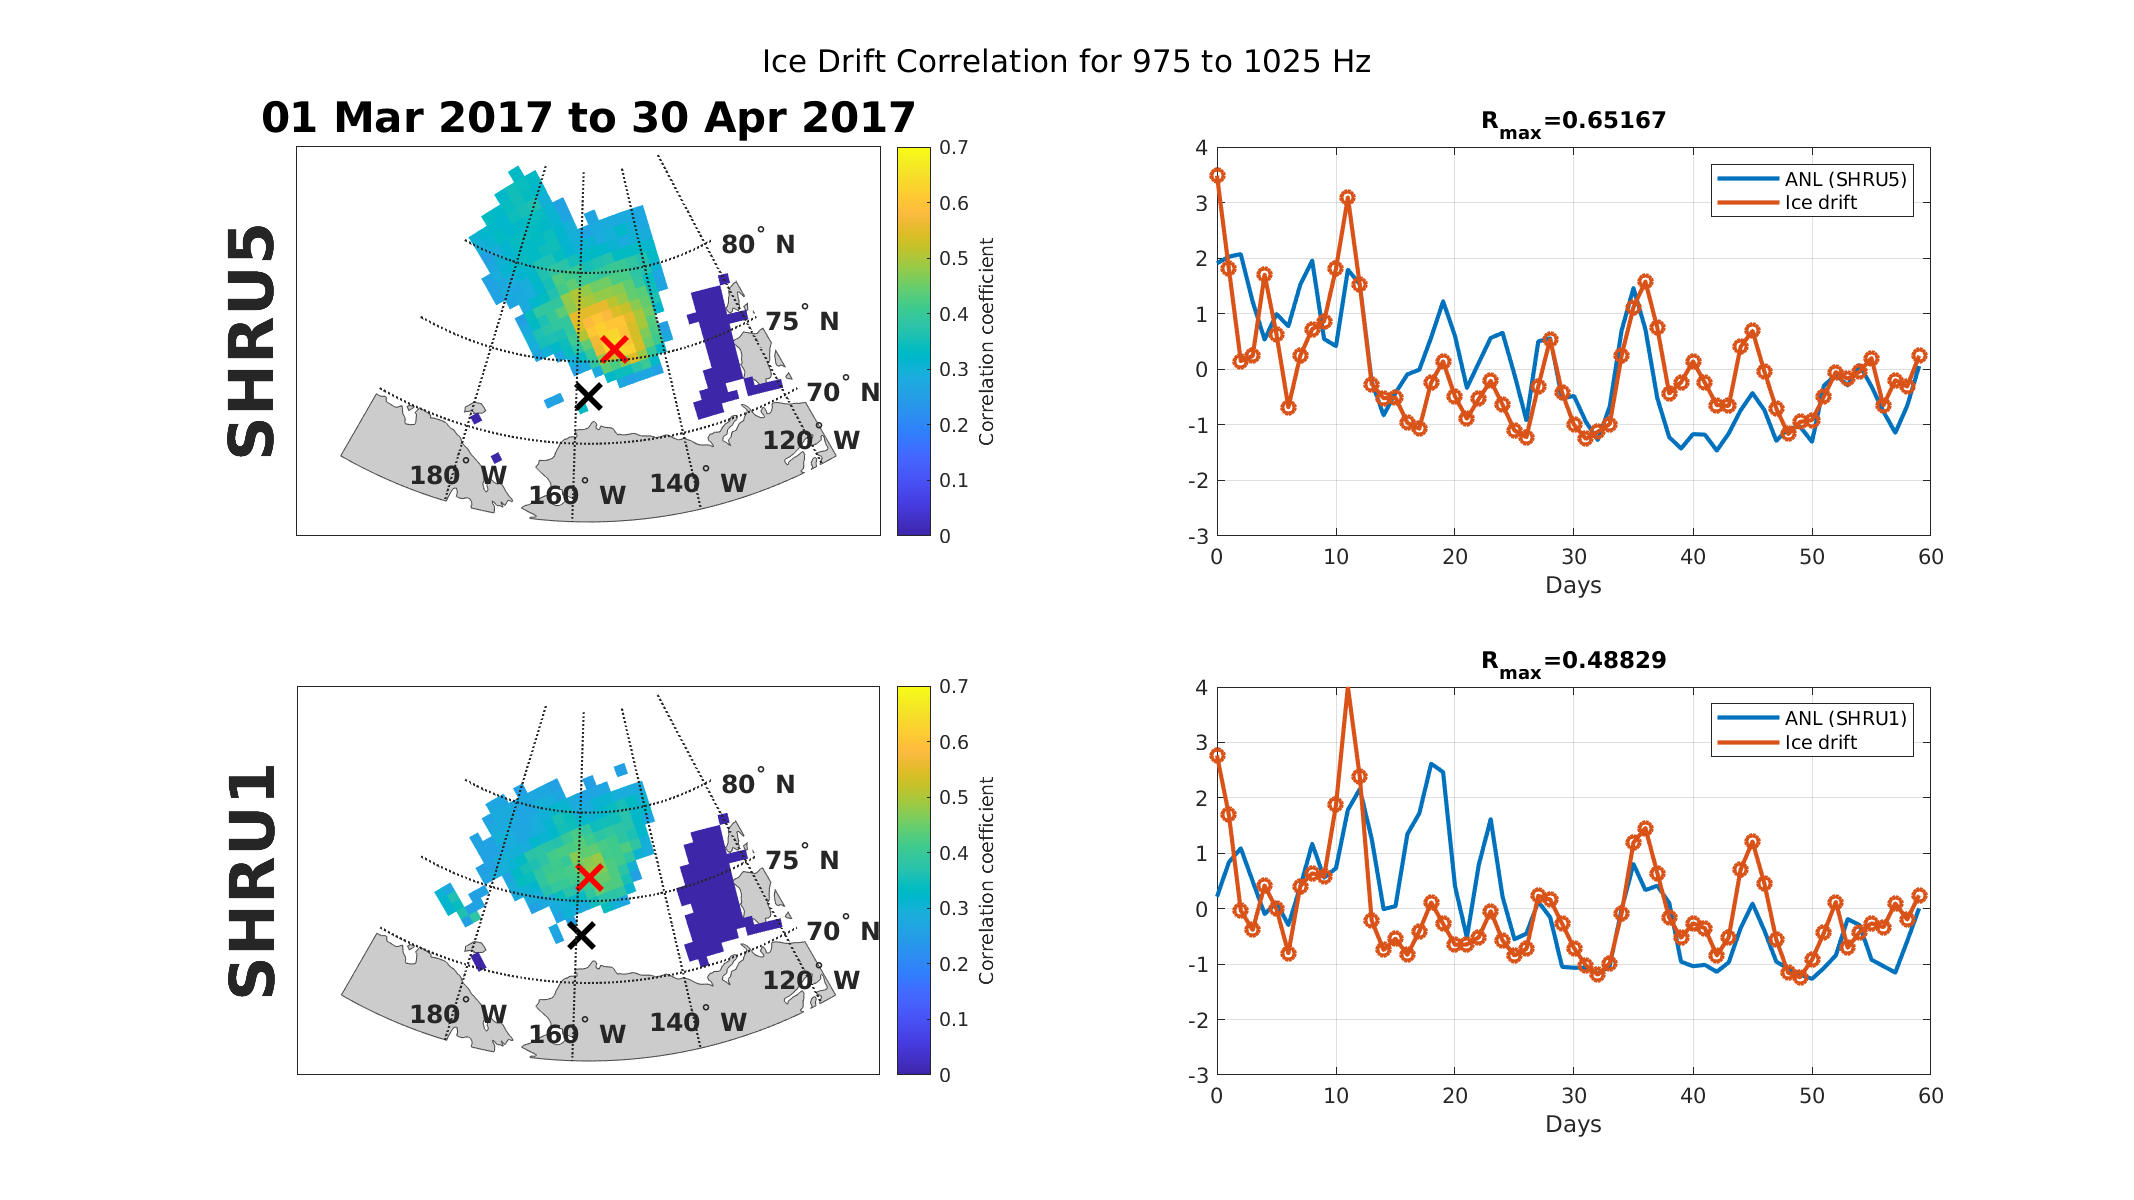 Ice Drift Correlation for 975 to 1025 Hz
01 Mar 2017 to 30 Apr 2017
SHRU5
80° N
75° N
70° N
120° W
180° W
160° W
140° W
0.7
0.6
0.5
0.4
0.3
0.2
0.1
0
Correlation coefficient
Rmax=0.65167
4
3
2
1
0
-1
-2
-3
0 10 20 30 40 50 60
Days
ANL (SHRU5)
Ice drift
SHRU1
80° N
75° N
70° N
120° W
180° W
160° W
140° W
0.7
0.6
0.5
0.4
0.3
0.2
0.1
0
Correlation coefficient
Rmax=0.48829
4
3
2
1
0
-1
-2
-3
0 10 20 30 40 50 60
Days
ANL (SHRU1)
Ice drift